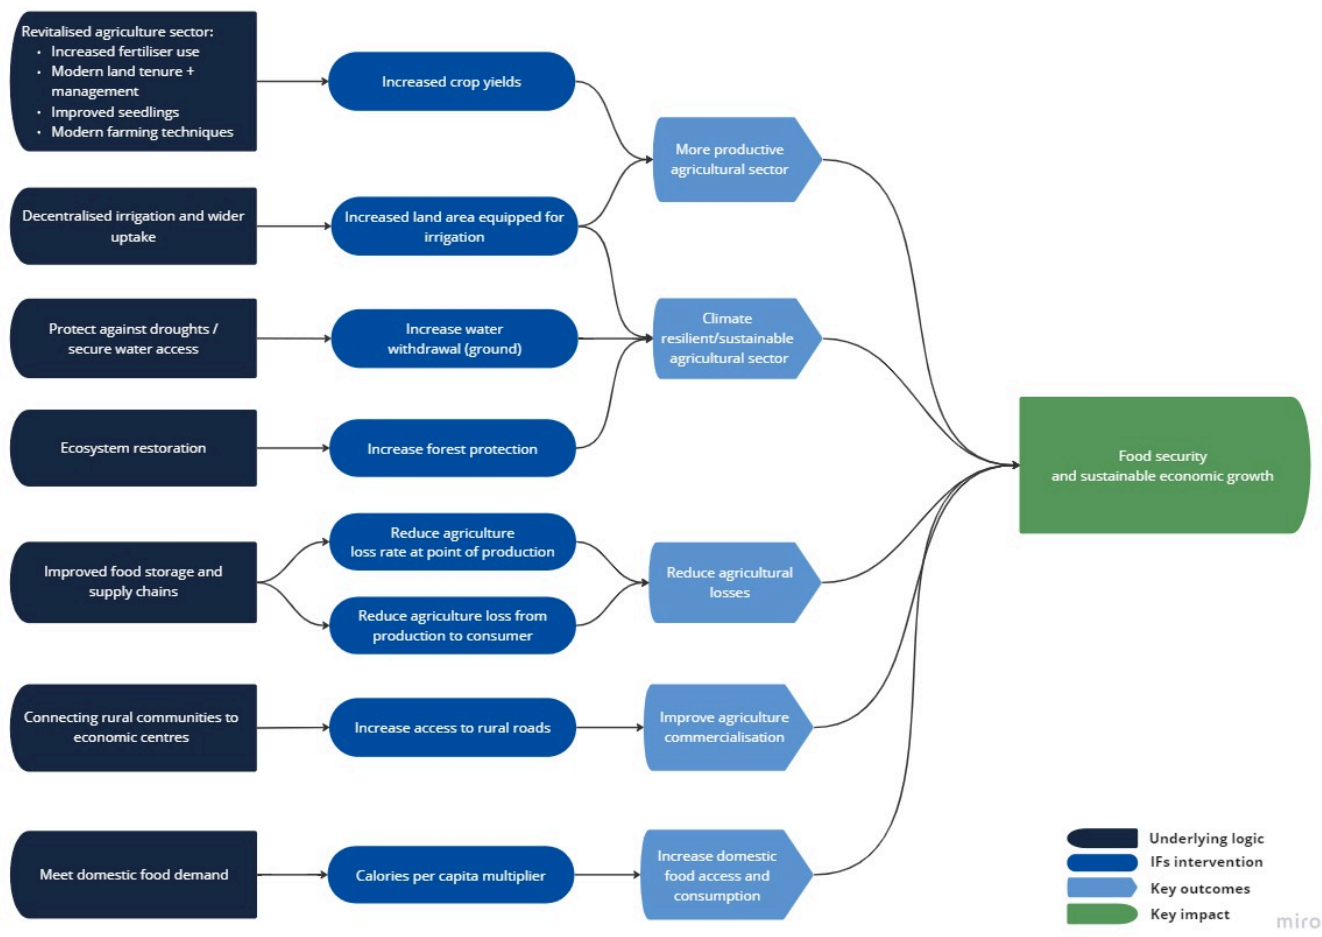 Revitalised agriculture sector:
• Increased fertiliser use
• Modern land tenure +
management
• Improved seedlings
• Modern farming techniques
Increased crop yields
More productive
agricultural sector
Decentralised irrigation and wider
uptake
Increased land area equipped for
irrigation
Protect against droughts /
secure water access
Increase water
withdrawal (ground)
Climate
resilient/sustainable
agricultural sector
Ecosystem restoration
Increase forest protection
Food security
and sustainable economic growth
Improved food storage and
supply chains
Reduce agriculture
loss rate at point of production
Reduce agriculture loss from
production to consumer
Reduce agricultural
losses
Connecting rural communities to
economic centres
Increase access to rural roads
Improve agriculture
commercialisation
Meet domestic food demand
Calories per capita multiplier
Increase domestic
food access and
consumption
Underlying logic
IFs intervention
Key outcomes
Key impact
miro